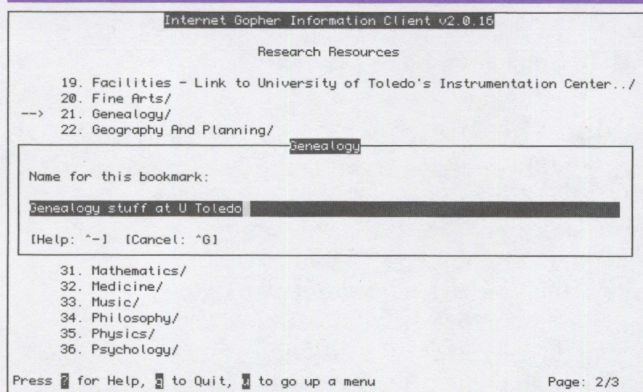 Internet Gopher Information Client v2.0.16
Research Resources
19. Facilities - Link to University of Toledo's Instrumentation Center../
20. Fine Arts/
--> 21. Genealogy/
22. Geography And Planning/
Genealogy
Name for this bookmark:
Genealogy stuff at U Toledo
[Help: ^-] [Cancel: ^G]
31. Mathematics/
32. Medicine/
33. Music/
34. Philosophy/
35. Physics/
36. Psychology/
Press ? for Help, q to Quit, u to go up a menu Page: 2/3